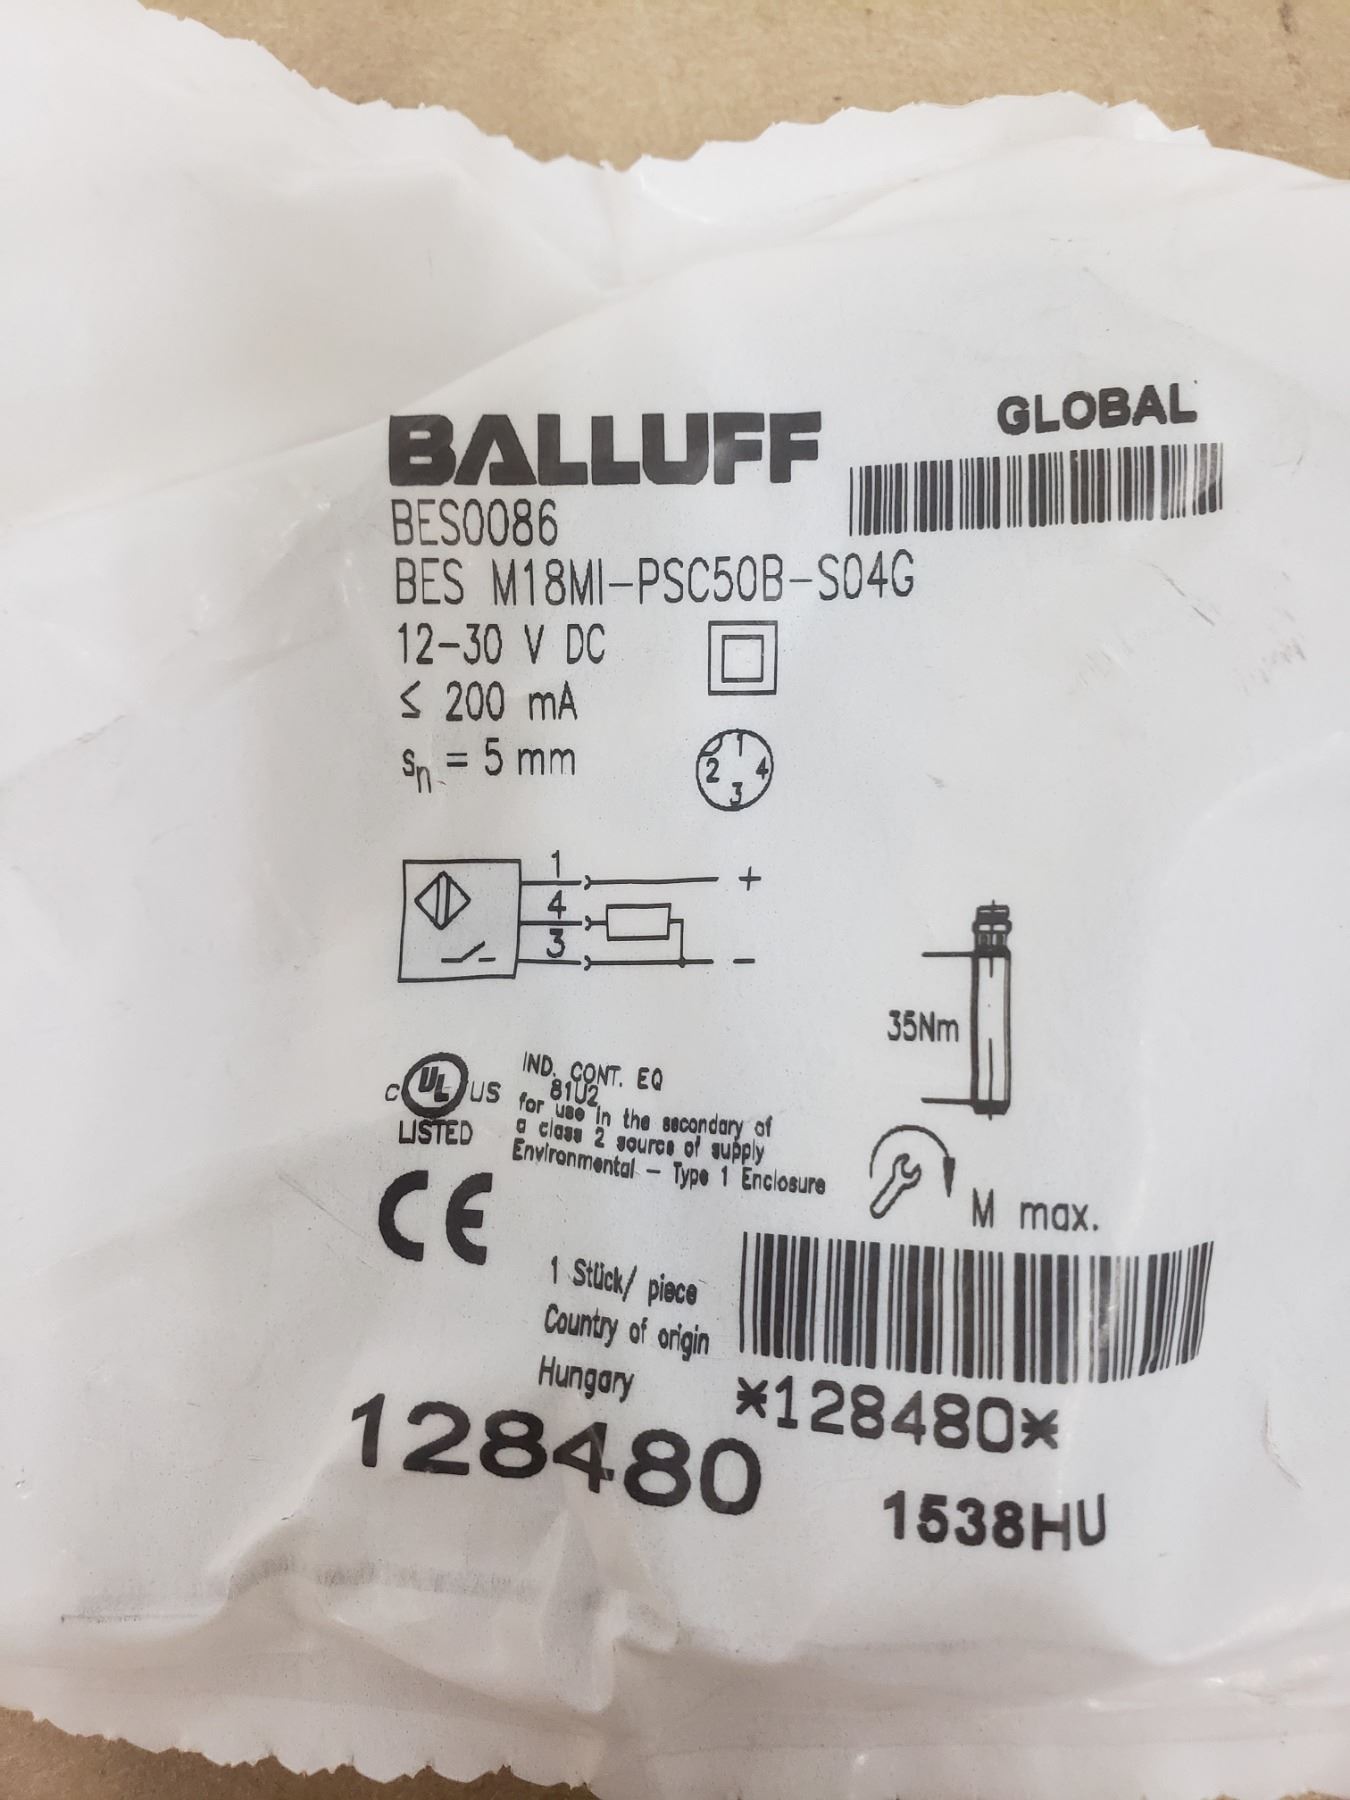 GLOBAL
BALLUFF
BES0086
BES M18MI-PSC50B-S04G
12-30 V DC
≤ 200 mA
sn = 5 mm
1
2 4
3
1 +
4
3 -
35Nm
C UL US
LISTED
IND. CONT. EQ
81U2
for use in the secondary of
a class 2 source of supply
Environmental - Type 1 Enclosure
M max.
CE
1 Stück/ piece
Country of origin
Hungary
*128480*
128480
1538HU